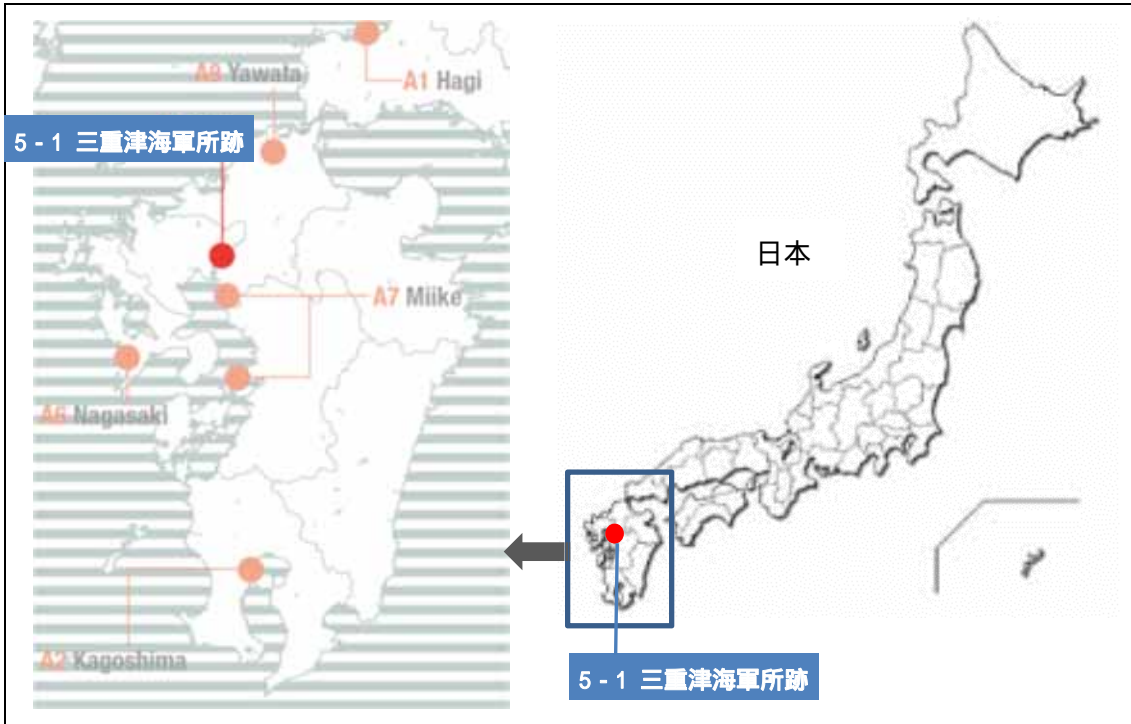 A8 Yawata
A1 Hagi
5 - 1 三重津海軍所跡
日本
A7 Miike
A6 Nagasaki
A2 Kagoshima
5 - 1 三重津海軍所跡